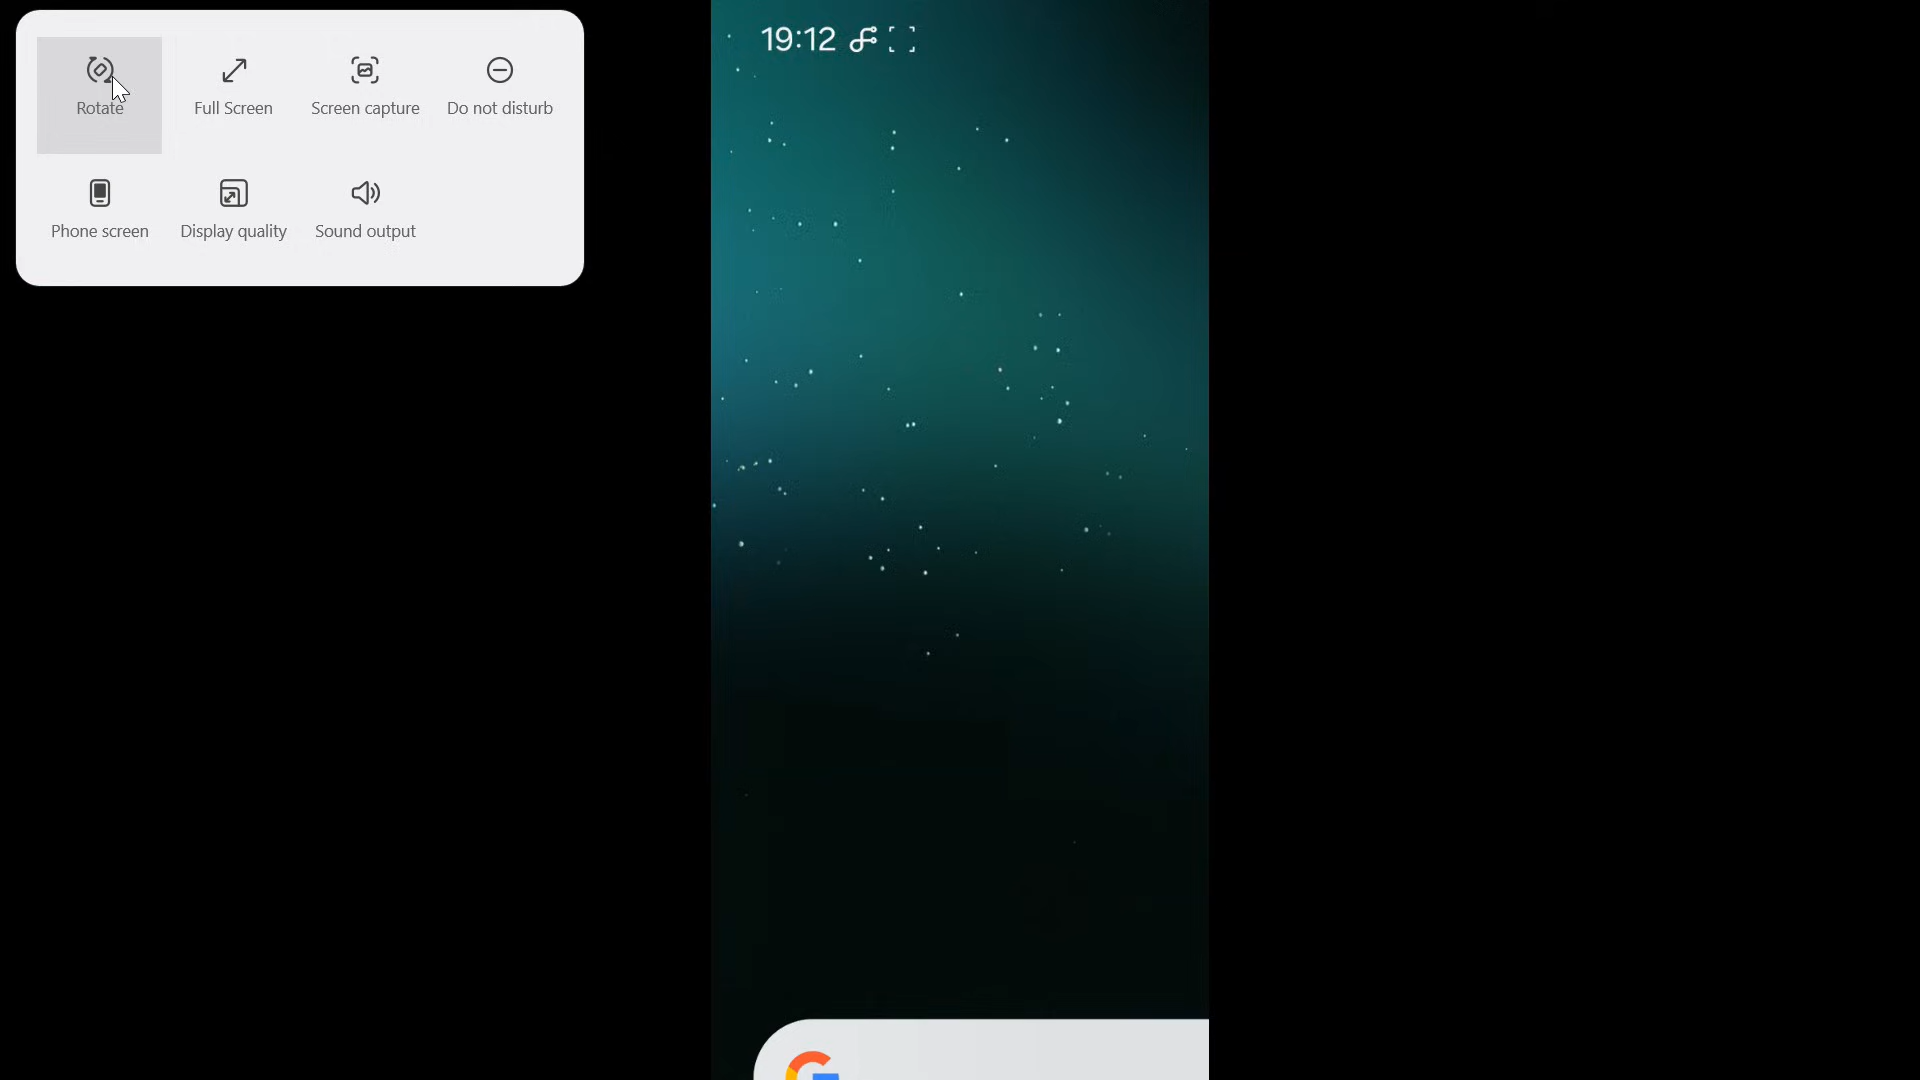 19:12
Rotate
Full Screen
Screen capture
Do not disturb
Phone screen
Display quality
Sound output